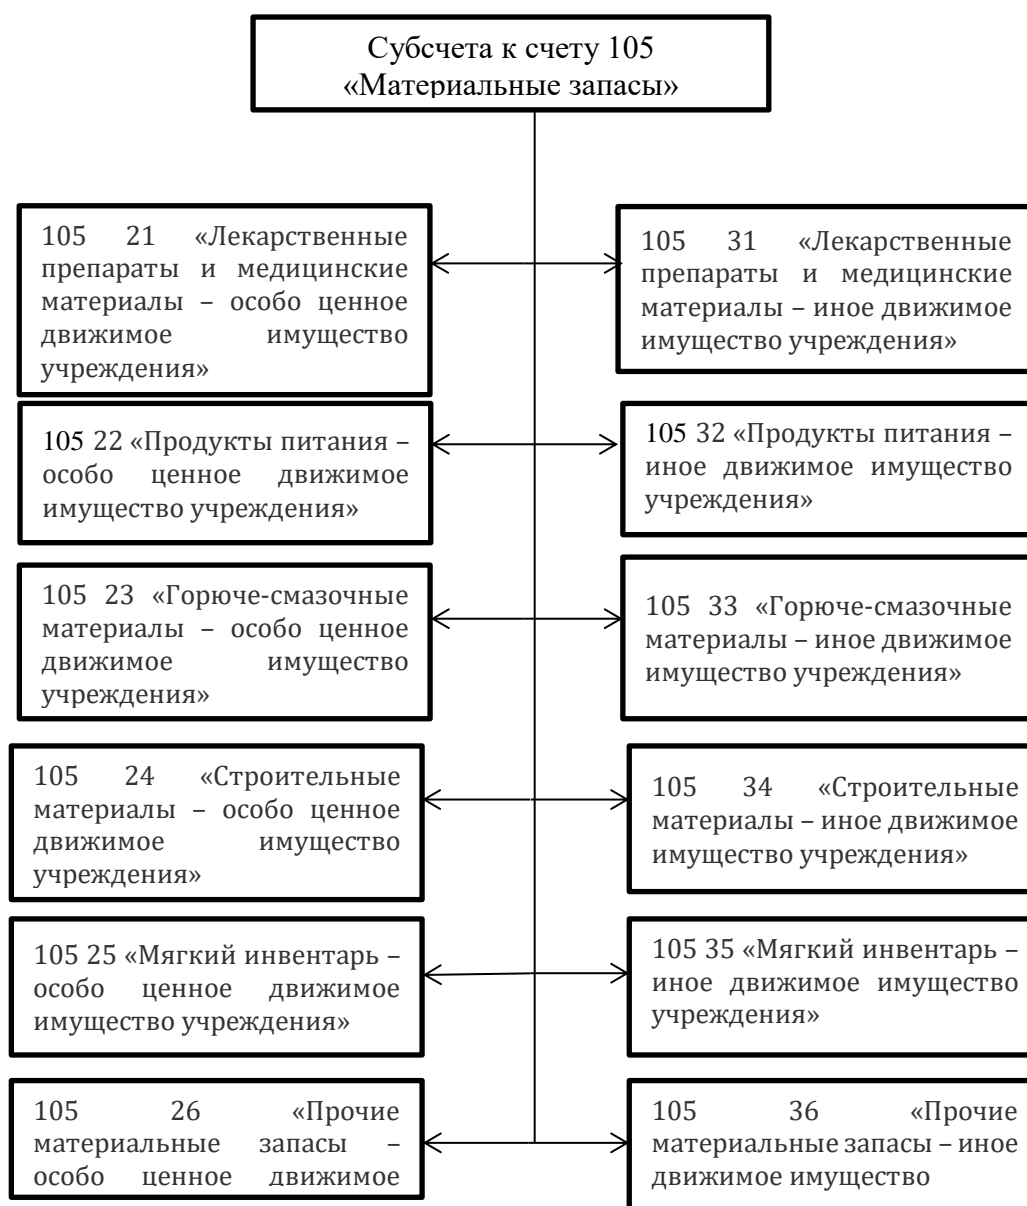 Субсчета к счету 105
«Материальные запасы»
105 21 «Лекарственные
препараты и медицинские
материалы – особо ценное
движимое имущество
учреждения»
105 31 «Лекарственные
препараты и медицинские
материалы – иное движимое
имущество учреждения»
105 22 «Продукты питания –
особо ценное движимое
имущество учреждения»
105 32 «Продукты питания –
иное движимое имущество
учреждения»
105 23 «Горюче-смазочные
материалы – особо ценное
движимое имущество
учреждения»
105 33 «Горюче-смазочные
материалы – иное движимое
имущество учреждения»
105 24 «Строительные
материалы – особо ценное
движимое имущество
учреждения»
105 34 «Строительные
материалы – иное движимое
имущество учреждения»
105 25 «Мягкий инвентарь –
особо ценное движимое
имущество учреждения»
105 35 «Мягкий инвентарь –
иное движимое имущество
учреждения»
105 26 «Прочие
материальные запасы –
особо ценное движимое
105 36 «Прочие
материальные запасы – иное
движимое имущество